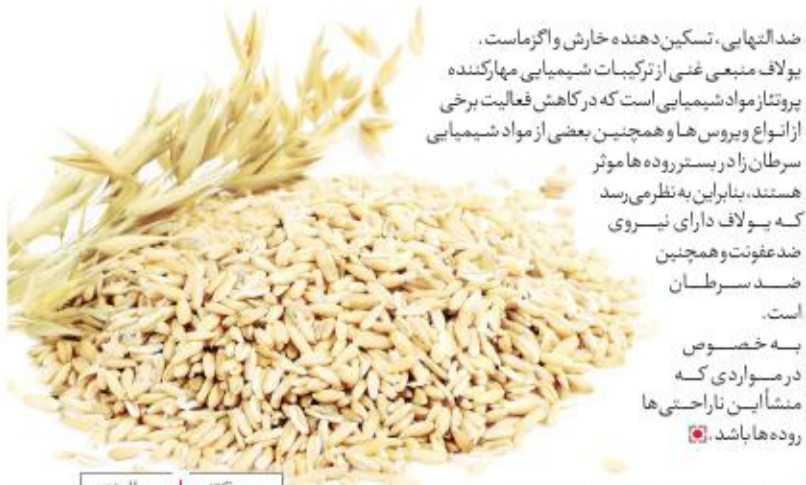 ضدالتهابی، تسکین‌دهنده خارش و اگزماست.
یولاف منبعی غنی از ترکیبات شیمیایی مهارکننده
پروتئاز مواد شیمیایی است که در کاهش فعالیت برخی
از انواع ویروس‌ها و همچنین بعضی از مواد شیمیایی
سرطان‌زا در بستر روده‌ها موثر
هستند، بنابراین به نظر می‌رسد
که یولاف دارای نیروی
ضدعفونت و همچنین
ضد سرطان
است.
به خصوص
در مواردی که
منشأ این ناراحتی‌ها
روده‌ها باشد.